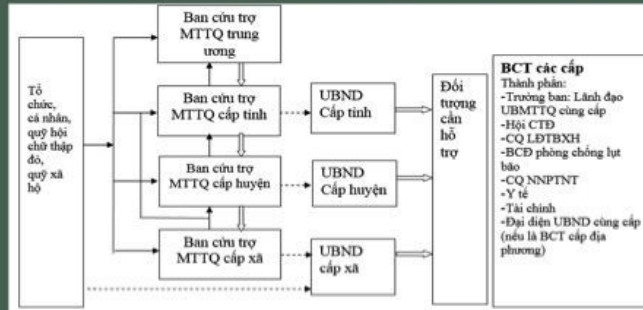 Tổ
chức,
cá nhân,
quỹ hội
chữ thập
đỏ,
quỹ xã
hộ
Ban cứu trợ
MTTQ trung
ương
Ban cứu trợ
MTTQ cấp tỉnh
Ban cứu trợ
MTTQ cấp huyện
Ban cứu trợ
MTTQ cấp xã
UBND
Cấp tỉnh
UBND
Cấp huyện
UBND
cấp xã
Đối
tượng
cần
hỗ
trợ
BCT các cấp
Thành phần:
-Trưởng ban: Lãnh đạo
UBMTTQ cùng cấp
-Hội CTĐ
-CQ LĐTBXH
-BCĐ phòng chống lụt
bão
-CQ NNPTNT
-Y tế
-Tài chính
-Đại diện UBND cùng cấp
(nếu là BCT cấp địa
phương)